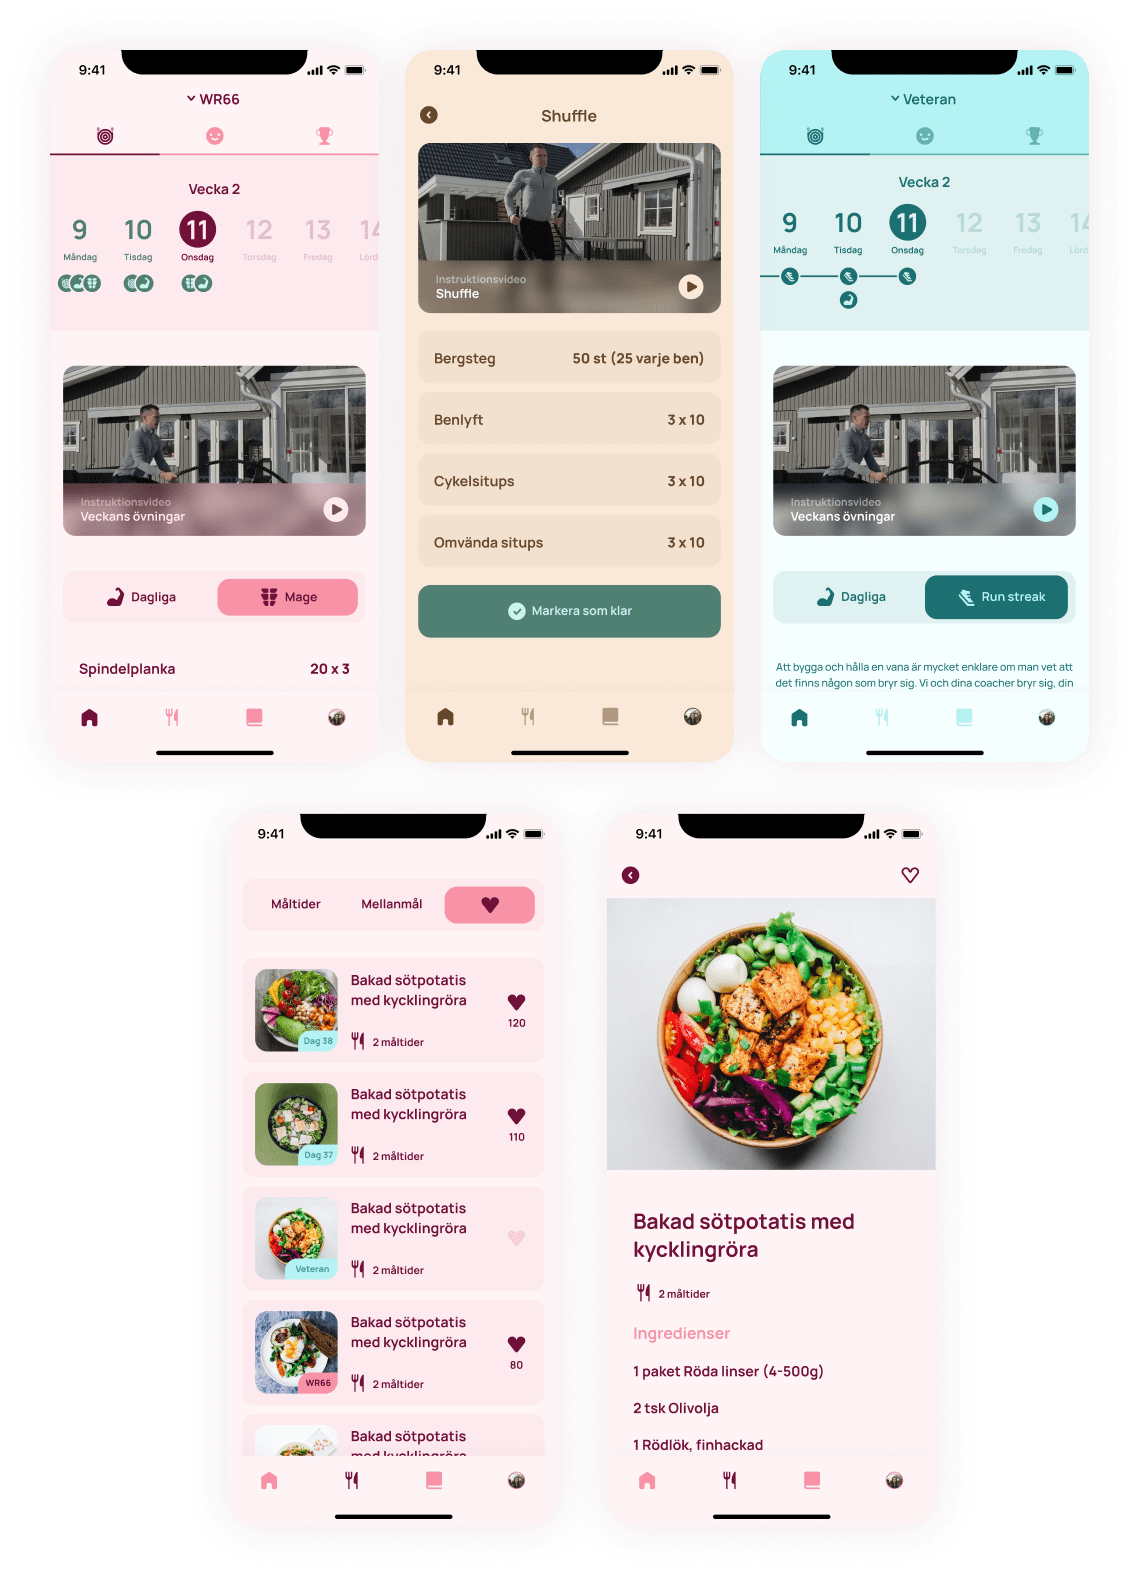 9:41
WR66
Vecka 2
9 10 11 12 13 14
Måndag Tisdag Onsdag Torsdag Fredag Lörd
Instruktionsvideo
Veckans övningar
Dagliga Mage
Spindelplanka 20 x 3
9:41
Shuffle
Instruktionsvideo
Shuffle
Bergsteg 50 st (25 varje ben)
Benlyft 3 x 10
Cykelsitups 3 x 10
Omvända situps 3 x 10
Markera som klar
9:41
Veteran
Vecka 2
9 10 11 12 13 14
Måndag Tisdag Onsdag Torsdag Fredag Lörd
Instruktionsvideo
Veckans övningar
Dagliga Run streak
Att bygga och hålla en vana är mycket enklare om man vet att
det finns någon som bryr sig. Vi och dina coacher bryr sig, din
9:41
Måltider Mellanmål
Bakad sötpotatis
med kycklingröra
120
Dag 38
2 måltider
Bakad sötpotatis
med kycklingröra
110
Dag 37
2 måltider
Bakad sötpotatis
med kycklingröra
Veteran
2 måltider
Bakad sötpotatis
med kycklingröra
80
WR66
2 måltider
Bakad sötpotatis
med kycklingröra
9:41
Bakad sötpotatis med
kycklingröra
2 måltider
Ingredienser
1 paket Röda linser (4-500g)
2 tsk Olivolja
1 Rödlök, finhackad